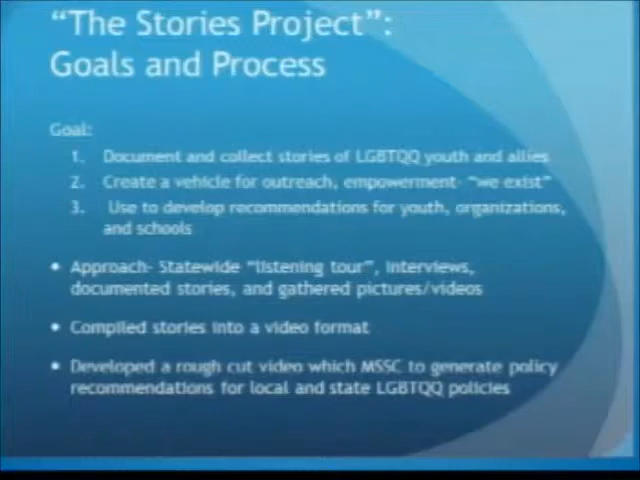 “The Stories Project”:
Goals and Process
Goal:
1. Document and collect stories of LGBTQQ youth and allies
2. Create a vehicle for outreach, empowerment- “we exist”
3. Use to develop recommendations for youth, organizations,
and schools
• Approach- Statewide “listening tour”, interviews,
documented stories, and gathered pictures/videos
• Compiled stories into a video format
• Developed a rough cut video which MSSC to generate policy
recommendations for local and state LGBTQQ policies